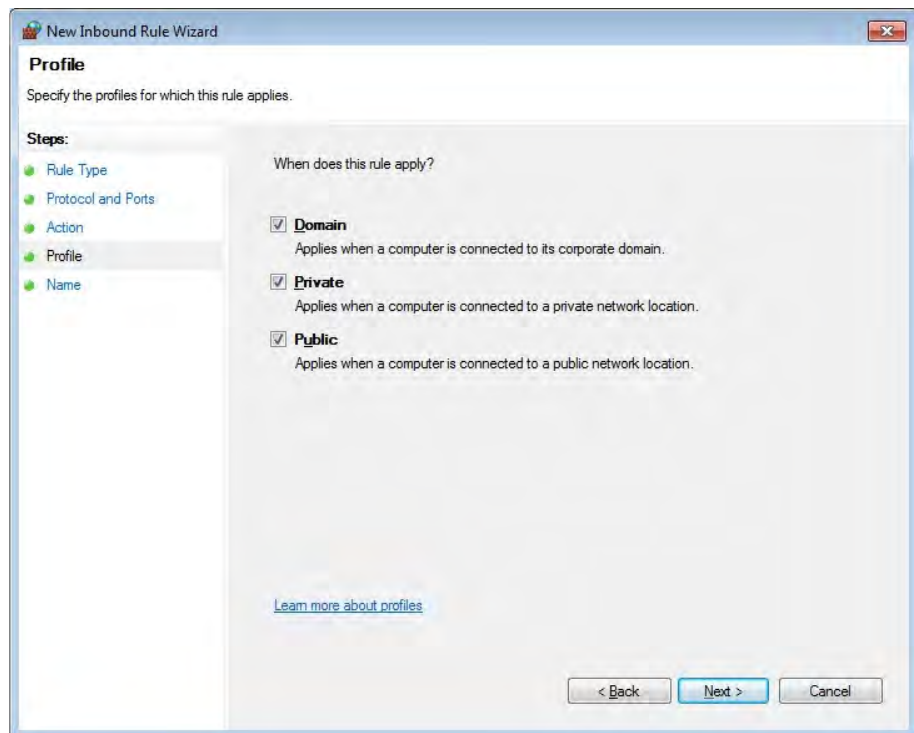 New Inbound Rule Wizard
Profile
Specify the profiles for which this rule applies.
Steps:
Rule Type
Protocol and Ports
Action
Profile
Name
When does this rule apply?
Domain
Applies when a computer is connected to its corporate domain.
Private
Applies when a computer is connected to a private network location.
Public
Applies when a computer is connected to a public network location.
Learn more about profiles
< Back
Next >
Cancel